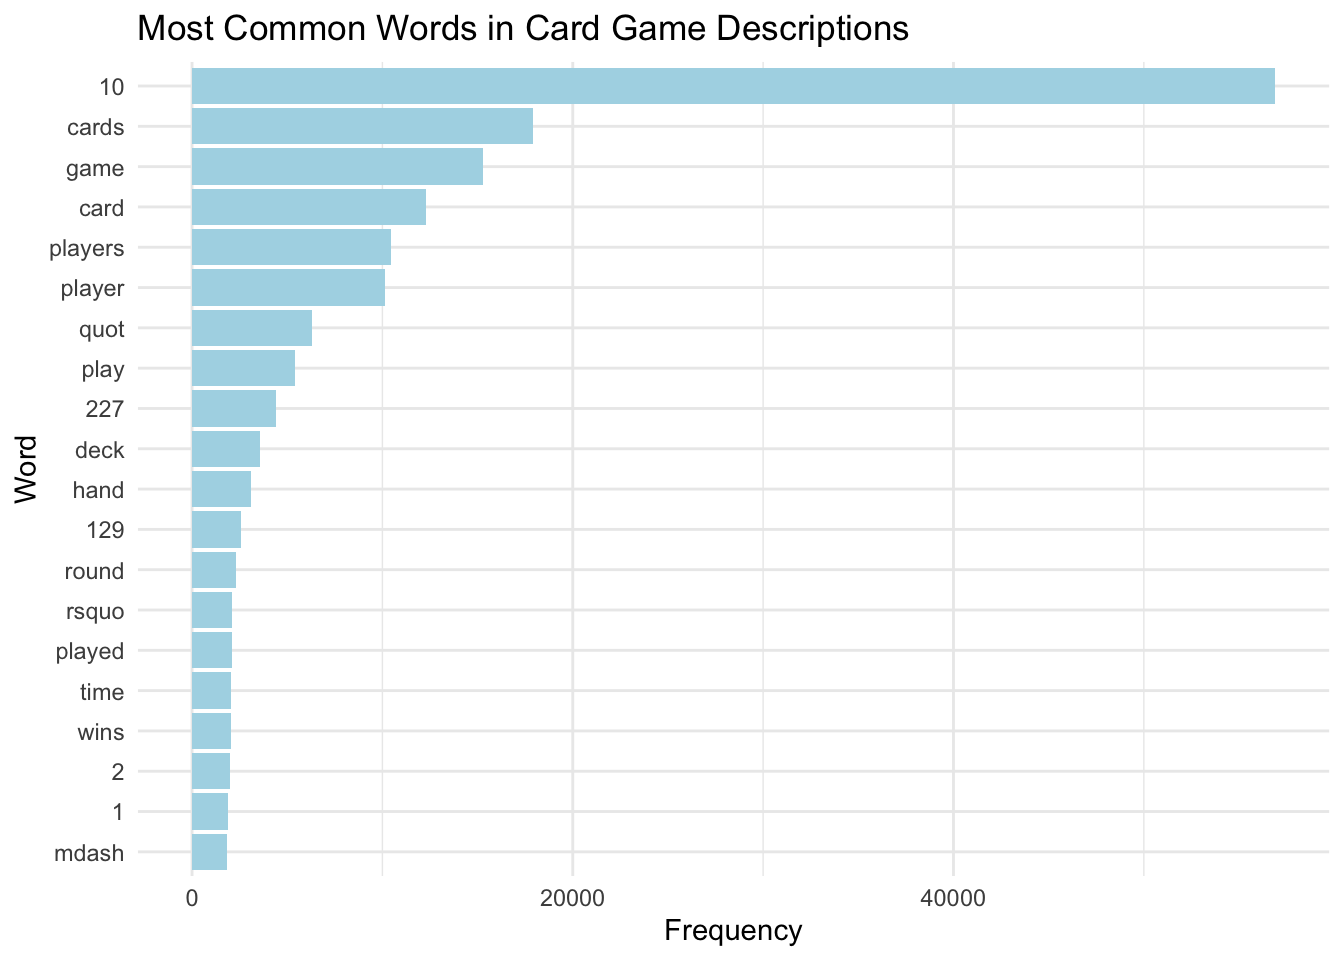 Most Common Words in Card Game Descriptions
10
cards
game
card
players
player
quot
play
227
deck
hand
129
round
rsquo
played
time
wins
2
1
mdash
Word
0 20000 40000
Frequency